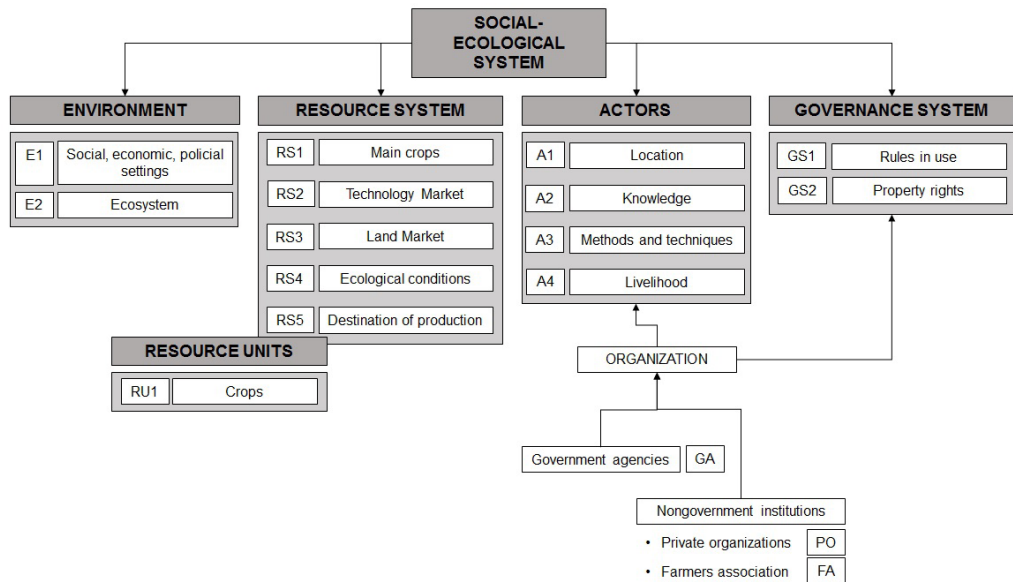 SOCIAL-
ECOLOGICAL
SYSTEM
ENVIRONMENT
E1 Social, economic, policial
settings
E2 Ecosystem
RESOURCE SYSTEM
RS1 Main crops
RS2 Technology Market
RS3 Land Market
RS4 Ecological conditions
RS5 Destination of production
RESOURCE UNITS
RU1 Crops
ACTORS
A1 Location
A2 Knowledge
A3 Methods and techniques
A4 Livelihood
GOVERNANCE SYSTEM
GS1 Rules in use
GS2 Property rights
ORGANIZATION
Government agencies GA
Nongovernment institutions
• Private organizations PO
• Farmers association FA